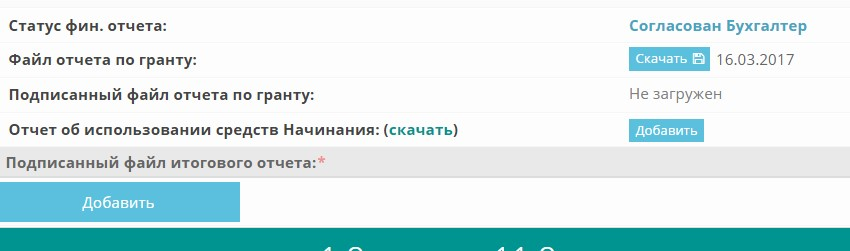 Статус фин. отчета: Согласован Бухгалтер
Файл отчета по гранту: Скачать 16.03.2017
Подписанный файл отчета по гранту: Не загружен
Отчет об использовании средств Начинания: (скачать) Добавить
Подписанный файл итогового отчета:*
Добавить